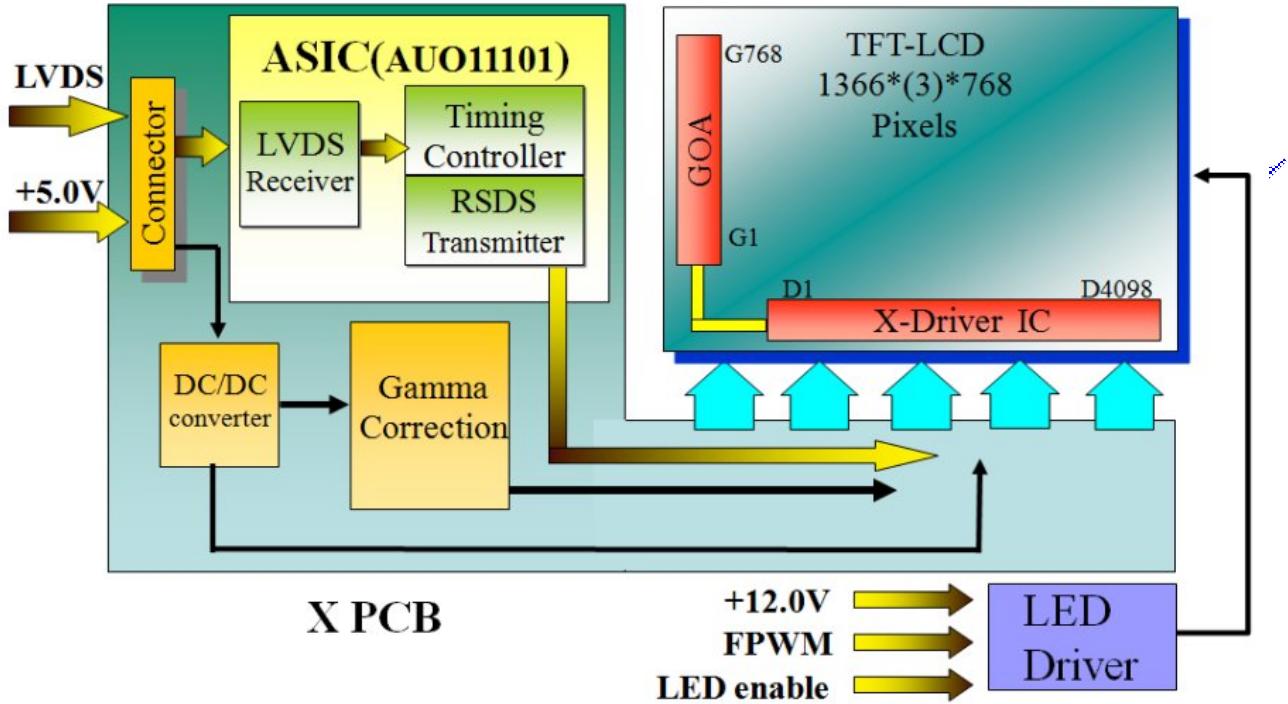 LVDS
+5.0V
Connector
ASIC(AUO11101)
LVDS
Receiver
Timing
Controller
RSDS
Transmitter
DC/DC
converter
Gamma
Correction
X PCB
TFT-LCD
1366*(3)*768
Pixels
G768
GOA
G1
D1
D4098
X-Driver IC
+12.0V
FPWM
LED enable
LED
Driver